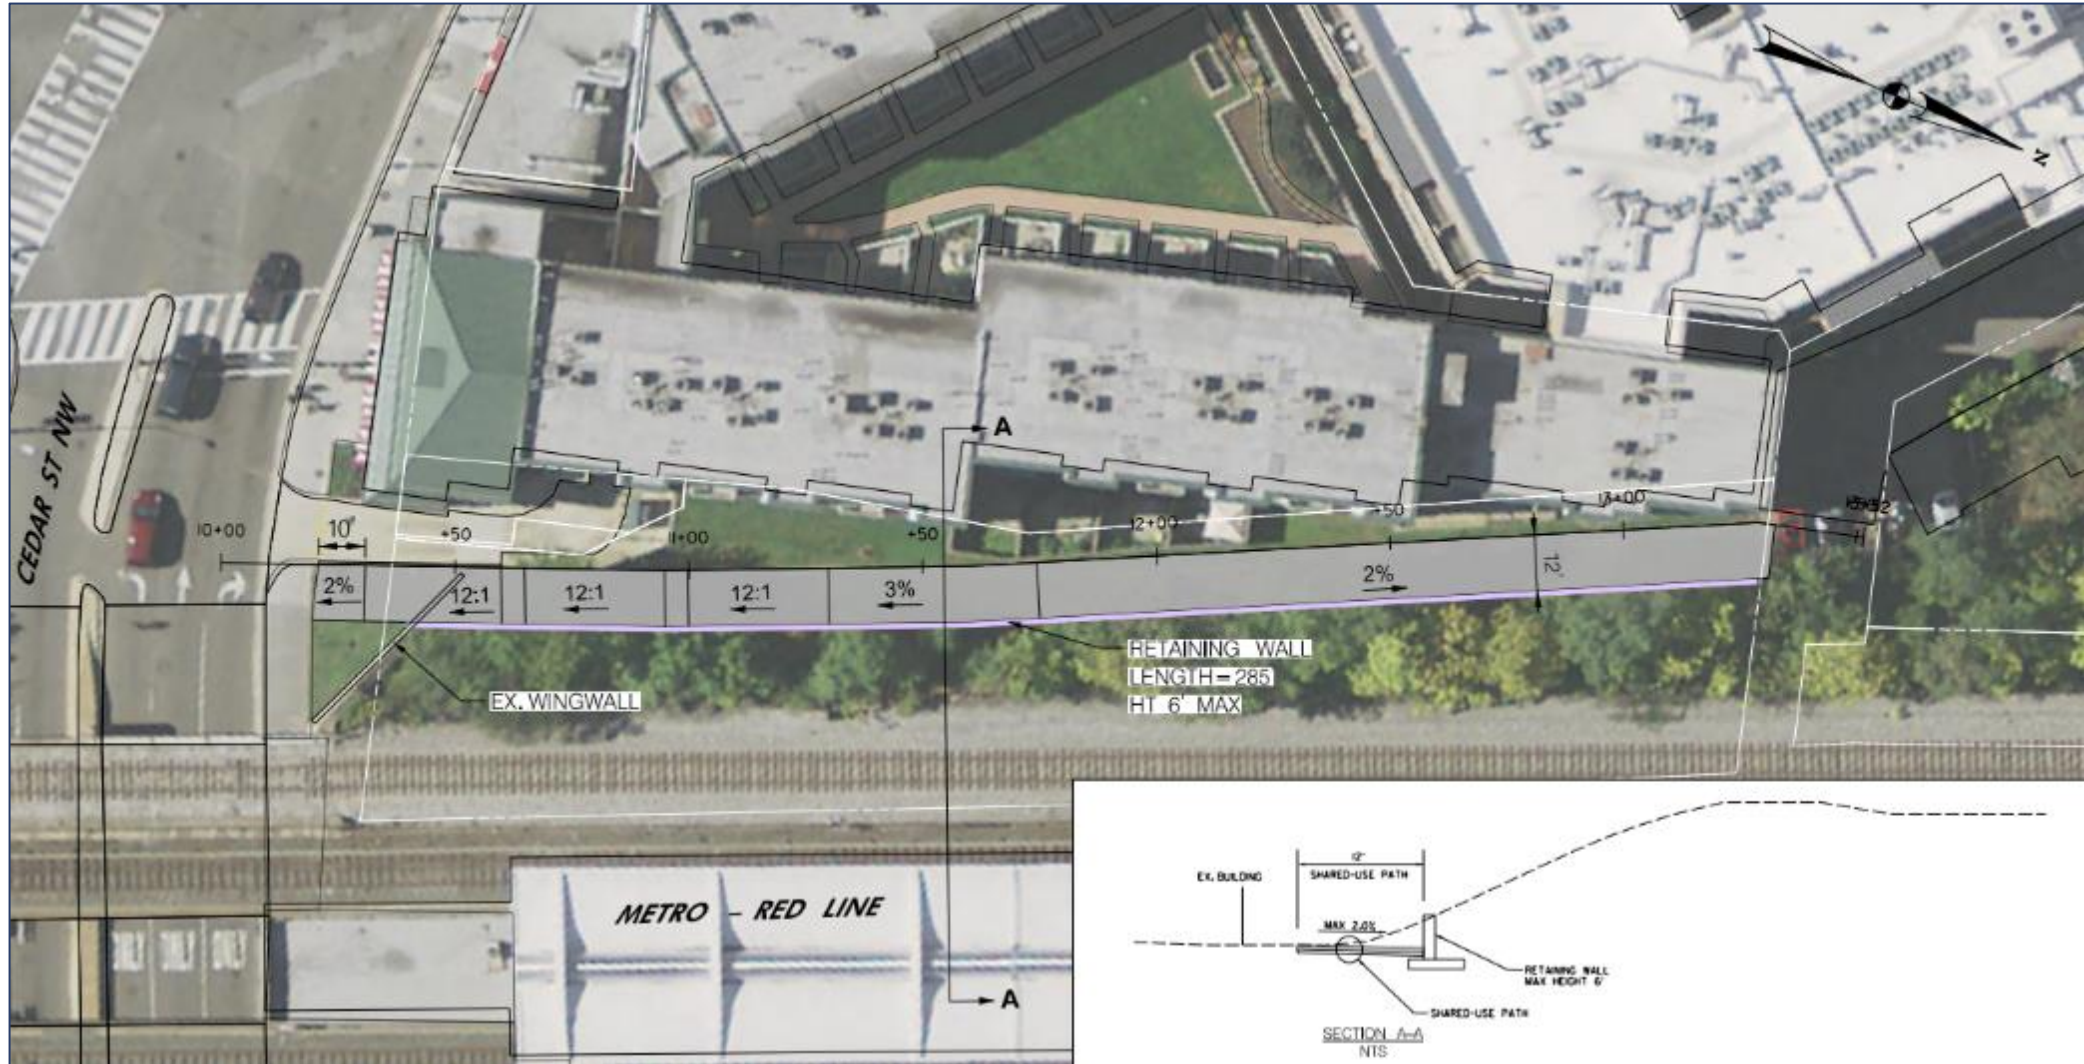 N
CEDAR ST NW
10+00
10'
+50
11+00
+50
12+00
+50
13+00
A
2%
12:1
12:1
12:1
3%
2%
12'
RETAINING WALL
LENGTH=285
HT 6' MAX
EX. WINGWALL
METRO - RED LINE
A
12'
SHARED-USE PATH
EX. BUILDING
MAX 2.0%
RETAINING WALL
MAX HEIGHT 6'
SHARED-USE PATH
SECTION A-A
NTS